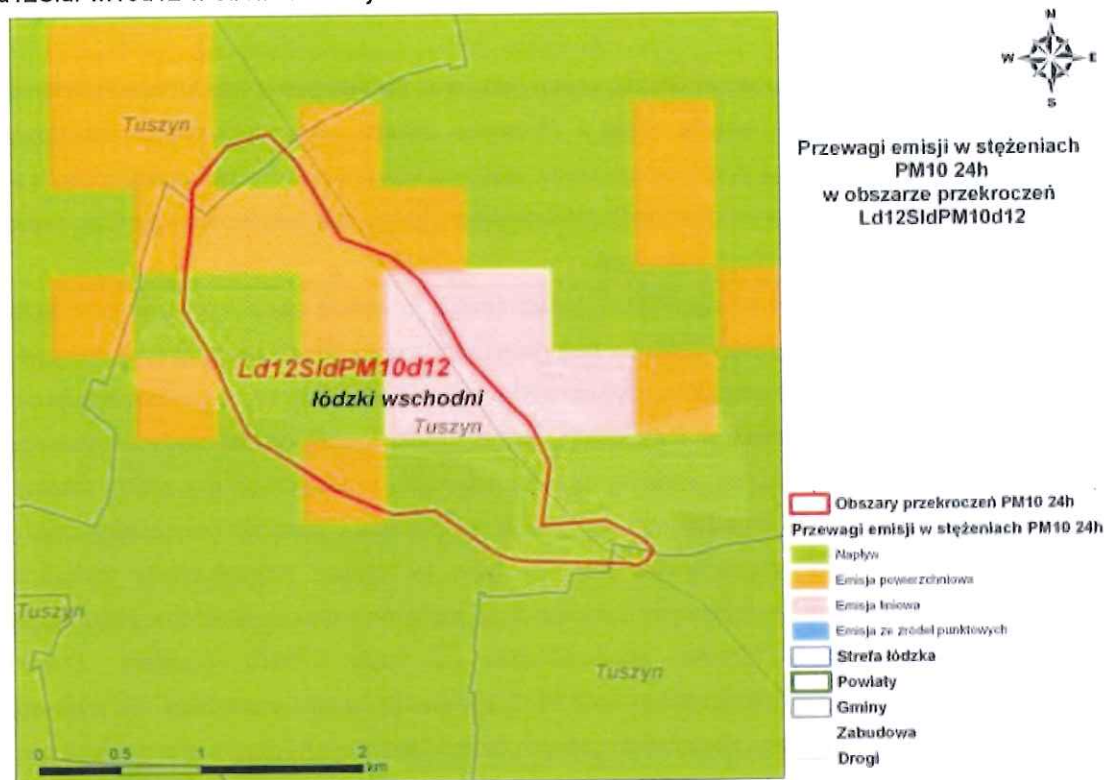 N
W E
S
Przewagi emisji w stężeniach
PM10 24h
w obszarze przekroczeń
Ld12SldPM10d12
Tuszyn
Ld12SldPM10d12
łódzki wschodni
Tuszyn
Tuszyn
Tuszyn
0 0.5 1 2
km
Obszary przekroczeń PM10 24h
Przewagi emisji w stężeniach PM10 24h
Napływ
Emisja powierzchniowa
Emisja liniowa
Emisja ze źródeł punktowych
Strefa łódzka
Powiaty
Gminy
Zabudowa
Drogi